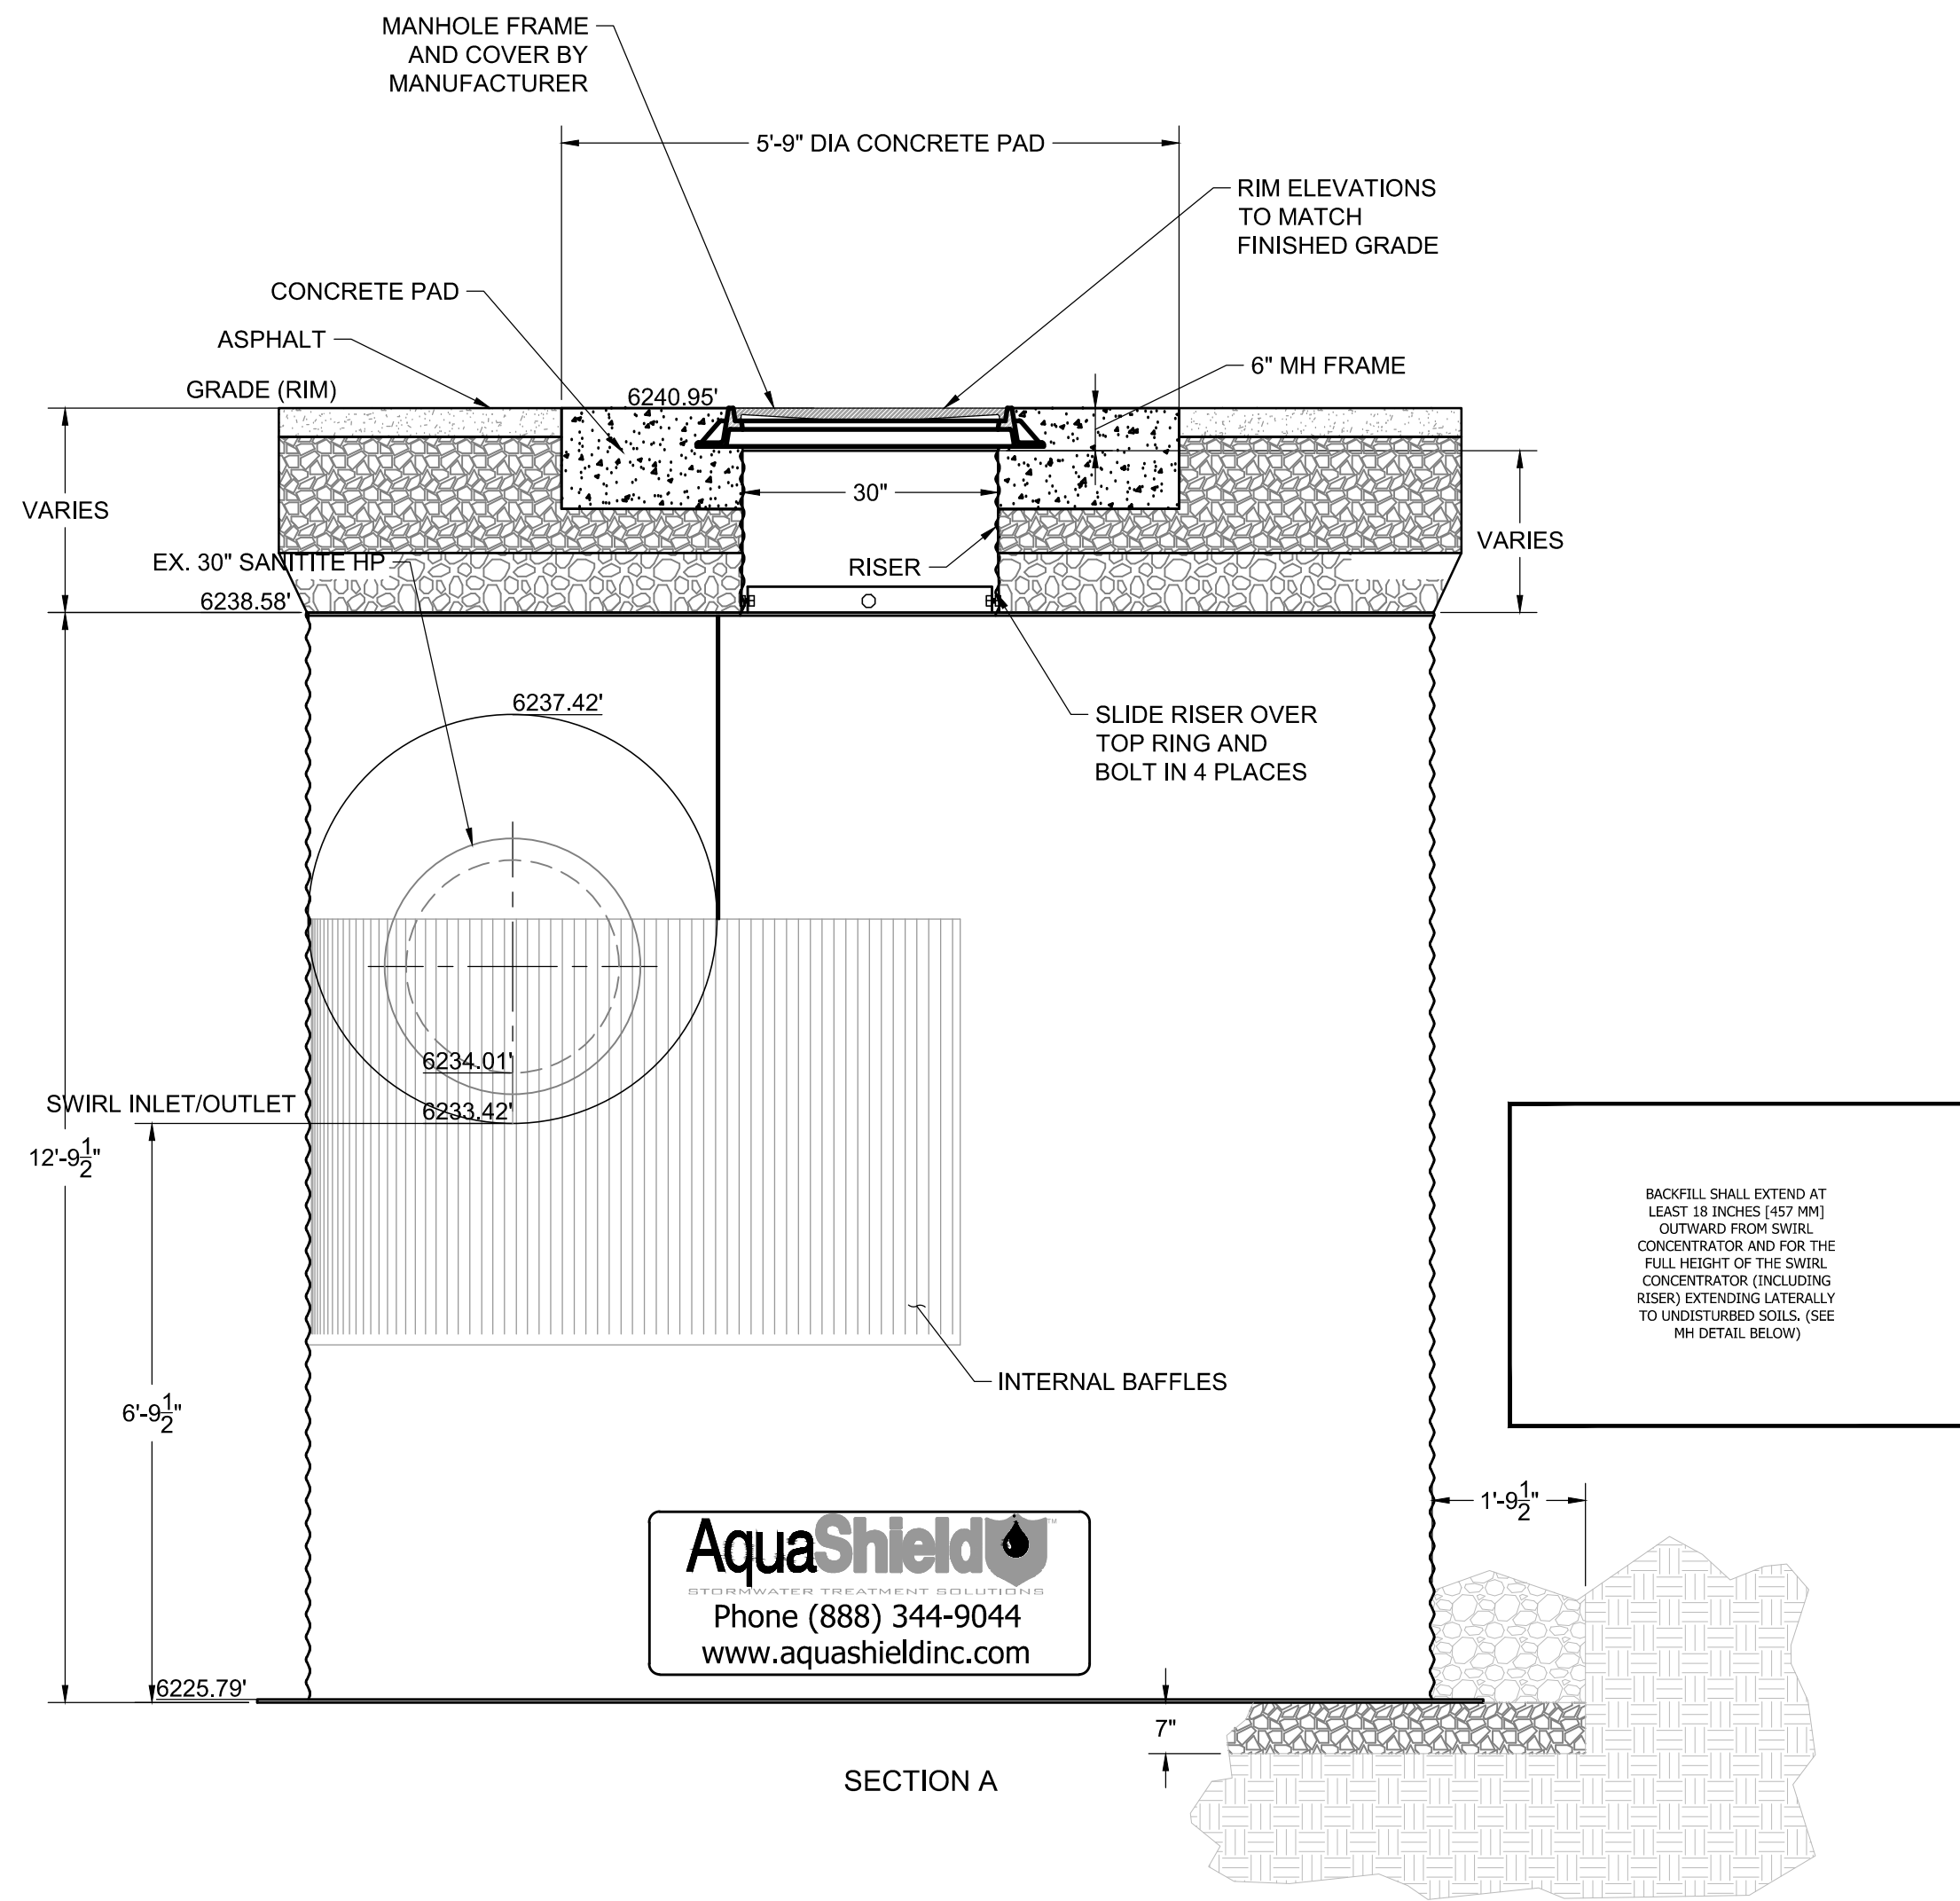 MANHOLE FRAME
AND COVER BY
MANUFACTURER
5'-9" DIA CONCRETE PAD
RIM ELEVATIONS
TO MATCH
FINISHED GRADE
CONCRETE PAD
ASPHALT
6" MH FRAME
GRADE (RIM)
6240.95'
30"
VARIES
VARIES
EX. 30" SANITITE HP
RISER
6238.58'
6237.42'
SLIDE RISER OVER
TOP RING AND
BOLT IN 4 PLACES
6234.01'
SWIRL INLET/OUTLET
6233.42'
12'-9 1/2"
BACKFILL SHALL EXTEND AT
LEAST 18 INCHES [457 MM]
OUTWARD FROM SWIRL
CONCENTRATOR AND FOR THE
FULL HEIGHT OF THE SWIRL
CONCENTRATOR (INCLUDING
RISER) EXTENDING LATERALLY
TO UNDISTURBED SOILS. (SEE
MH DETAIL BELOW)
INTERNAL BAFFLES
6'-9 1/2"
1'-9 1/2"
AquaShield™
STORMWATER TREATMENT SOLUTIONS
Phone (888) 344-9044
www.aquashieldinc.com
6225.79'
7"
SECTION A